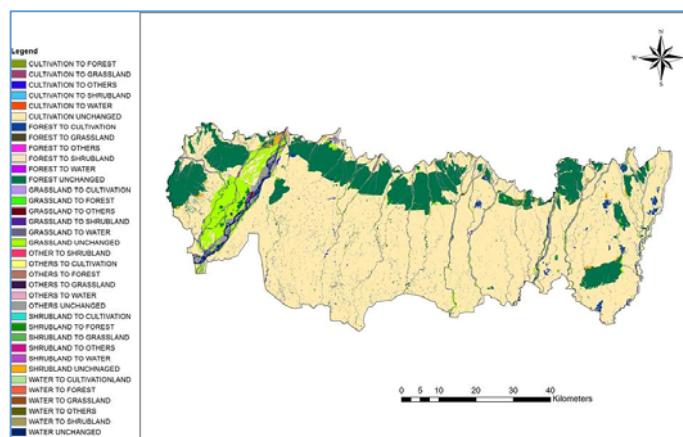 Legend
CULTIVATION TO FOREST
CULTIVATION TO GRASSLAND
CULTIVATION TO OTHERS
CULTIVATION TO SHRUBLAND
CULTIVATION TO WATER
CULTIVATION UNCHANGED
FOREST TO CULTIVATION
FOREST TO GRASSLAND
FOREST TO OTHERS
FOREST TO SHRUBLAND
FOREST TO WATER
FOREST UNCHANGED
GRASSLAND TO CULTIVATION
GRASSLAND TO FOREST
GRASSLAND TO OTHERS
GRASSLAND TO SHRUBLAND
GRASSLAND TO WATER
GRASSLAND UNCHANGED
OTHER TO SHRUBLAND
OTHERS TO CULTIVATION
OTHERS TO FOREST
OTHERS TO GRASSLAND
OTHERS TO WATER
OTHERS UNCHANGED
SHRUBLAND TO CULTIVATION
SHRUBLAND TO FOREST
SHRUBLAND TO GRASSLAND
SHRUBLAND TO OTHERS
SHRUBLAND TO WATER
SHRUBLAND UNCHNAGED
WATER TO CULTIVATIONLAND
WATER TO FOREST
WATER TO GRASSLAND
WATER TO OTHERS
WATER TO SHRUBLAND
WATER UNCHANGED
N
W E
S
0 5 10 20 30 40
Kilometers